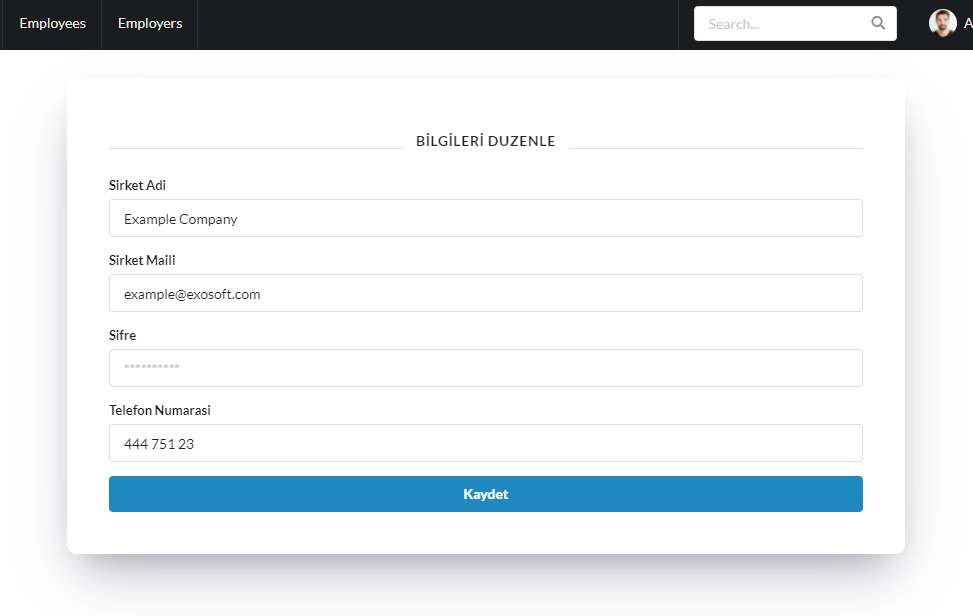 Employees Employers Search... A
BİLGİLERİ DUZENLE
Sirket Adi
Example Company
Sirket Maili
example@exosoft.com
Sifre
**********
Telefon Numarasi
444 751 23
Kaydet